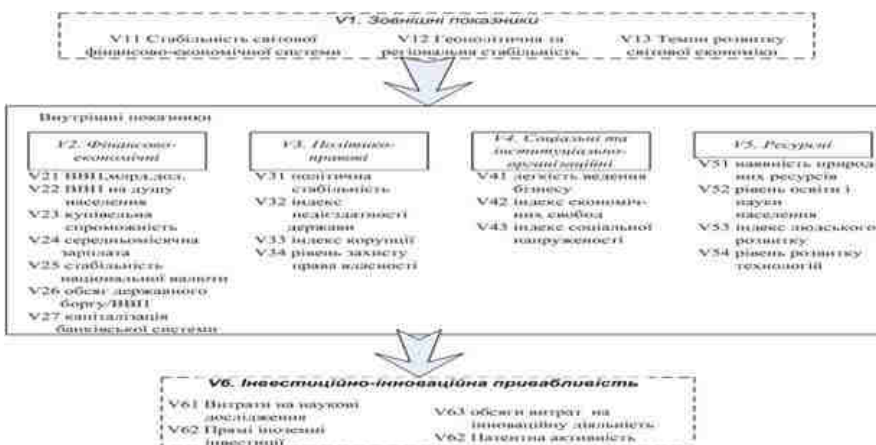 V1. Зовнішні показники
V11 Стабільність світової
фінансово-економічної системи
V12 Геополітична та
регіональна стабільність
V13 Темпи розвитку
світової економіки
Внутрішні показники
V2. Фінансово-
економічні
V21 ВВП,млрд.дол.
V22 ВВП на душу
населення
V23 купівельна
спроможність
V24 середньомісячна
зарплата
V25 стабільність
національної валюти
V26 обсяг державного
боргу/ВВП
V27 капіталізація
банківської системи
V3. Політико-
правові
V31 політична
стабільність
V32 індекс
недієздатності
держави
V33 індекс корупції
V34 рівень захисту
права власності
V4. Соціальні та
інституціально-
організаційні
V41 легкість ведення
бізнесу
V42 індекс економіч-
них свобод
V43 індекс соціальної
напруженості
V5. Ресурсні
V51 наявність природ
них ресурсів
V52 рівень освіти і
науки
населення
V53 індекс людського
розвитку
V54 рівень розвитку
технологій
V6. Інвестиційно-інноваційна привабливість
V61 Витрати на наукові
дослідження
V62 Прямі іноземні
інвестиції
V63 обсяги витрат на
інноваційну діяльність
V62 Патентна активність